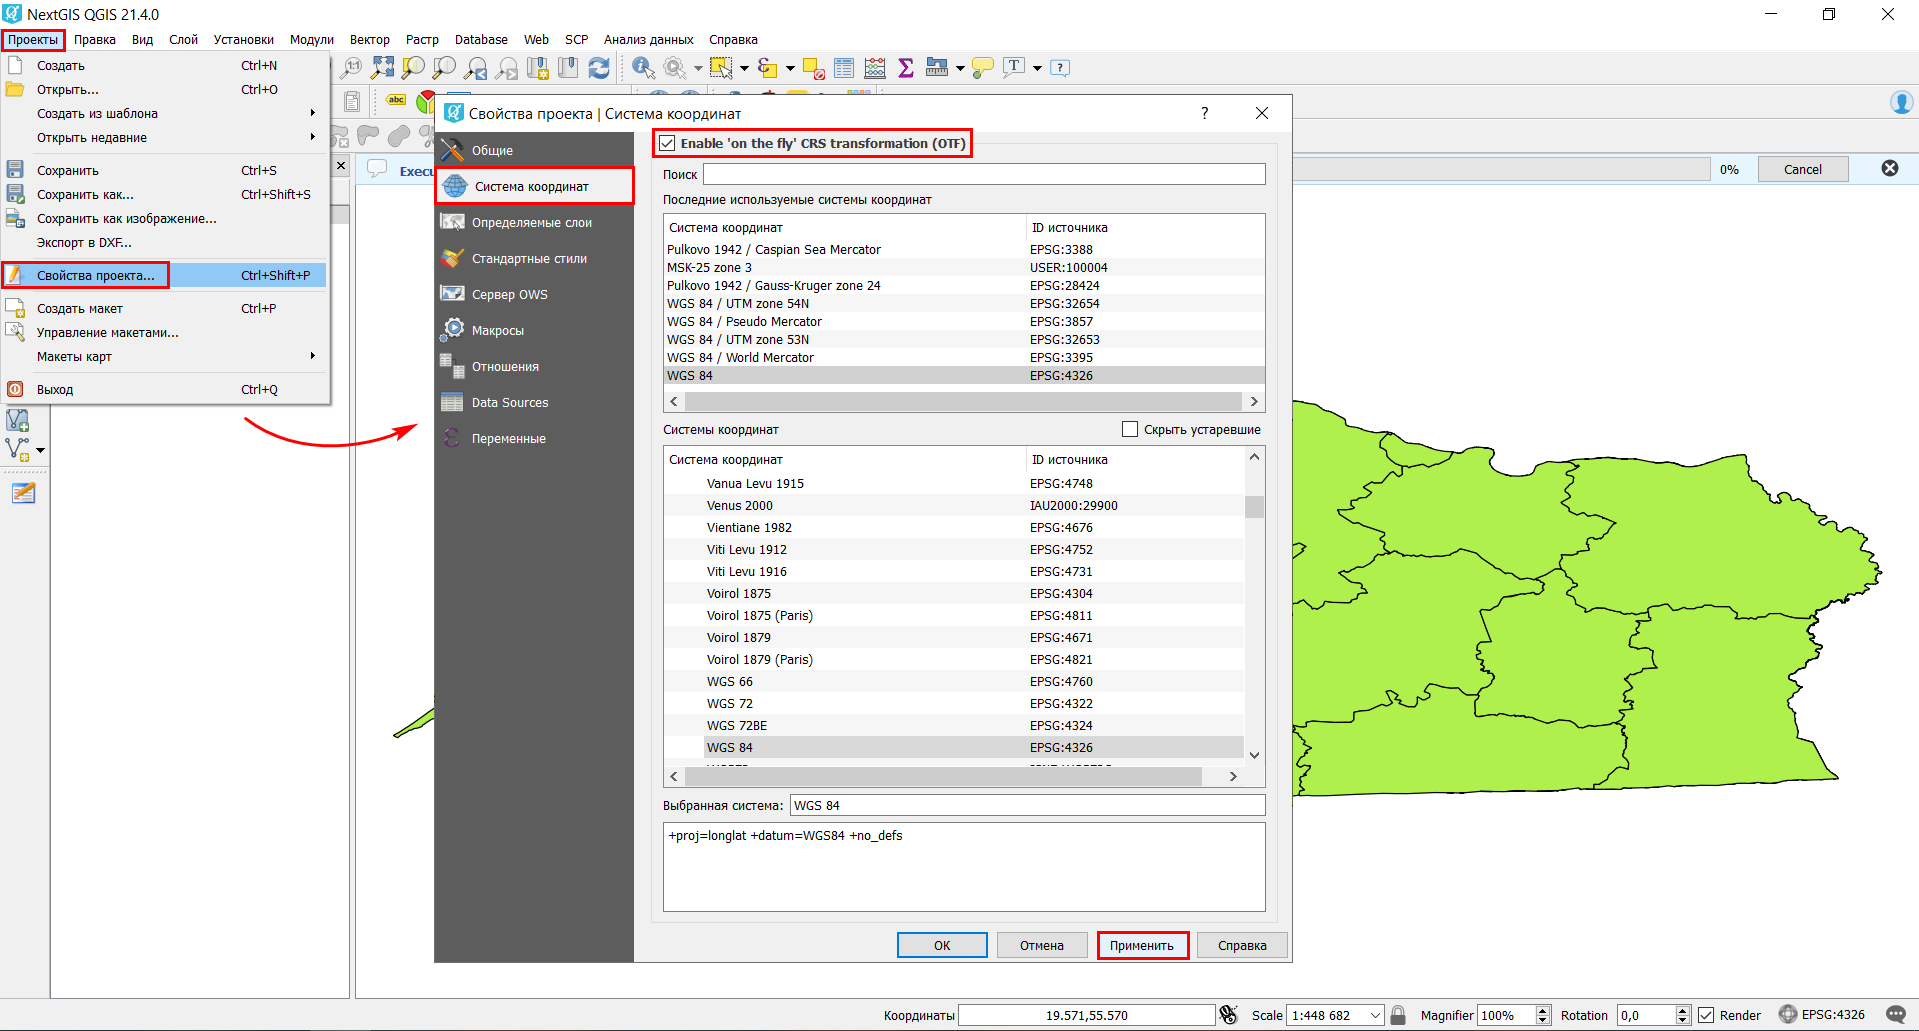 NextGIS QGIS 21.4.0
Проекты Правка Вид Слой Установки Модули Вектор Растр Database Web SCP Анализ данных Справка
Создать Ctrl+N
Открыть... Ctrl+O
Создать из шаблона
Открыть недавние
Сохранить Ctrl+S
Сохранить как... Ctrl+Shift+S
Сохранить как изображение...
Экспорт в DXF...
Свойства проекта... Ctrl+Shift+P
Создать макет Ctrl+P
Управление макетами...
Макеты карт
Выход Ctrl+Q
1:1
abc
T
?
0% Cancel
Свойства проекта | Система координат ?
Общие
Система координат
Определяемые слои
Стандартные стили
Сервер OWS
Макросы
Отношения
Data Sources
Переменные
Enable 'on the fly' CRS transformation (OTF)
Поиск
Последние используемые системы координат
Система координат ID источника
Pulkovo 1942 / Caspian Sea Mercator EPSG:3388
MSK-25 zone 3 USER:100004
Pulkovo 1942 / Gauss-Kruger zone 24 EPSG:28424
WGS 84 / UTM zone 54N EPSG:32654
WGS 84 / Pseudo Mercator EPSG:3857
WGS 84 / UTM zone 53N EPSG:32653
WGS 84 / World Mercator EPSG:3395
WGS 84 EPSG:4326
Системы координат Скрыть устаревшие
Система координат ID источника
Vanua Levu 1915 EPSG:4748
Venus 2000 IAU2000:29900
Vientiane 1982 EPSG:4676
Viti Levu 1912 EPSG:4752
Viti Levu 1916 EPSG:4731
Voirol 1875 EPSG:4304
Voirol 1875 (Paris) EPSG:4811
Voirol 1879 EPSG:4671
Voirol 1879 (Paris) EPSG:4821
WGS 66 EPSG:4760
WGS 72 EPSG:4322
WGS 72BE EPSG:4324
WGS 84 EPSG:4326
Выбранная система: WGS 84
+proj=longlat +datum=WGS84 +no_defs
OK Отмена Применить Справка
Координаты 19.571,55.570 Scale 1:448 682 Magnifier 100% Rotation 0,0 Render EPSG:4326